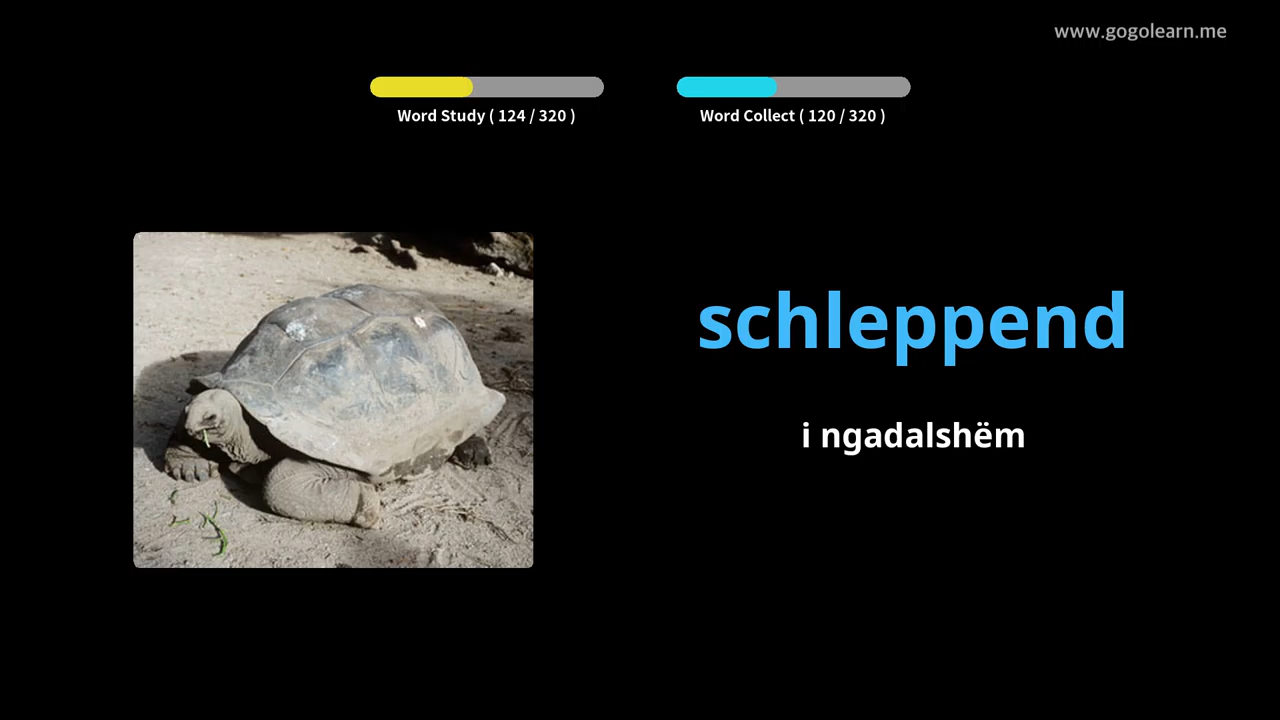 www.gogolearn.me
Word Study ( 124 / 320 )
Word Collect ( 120 / 320 )
schleppend
i ngadalshëm